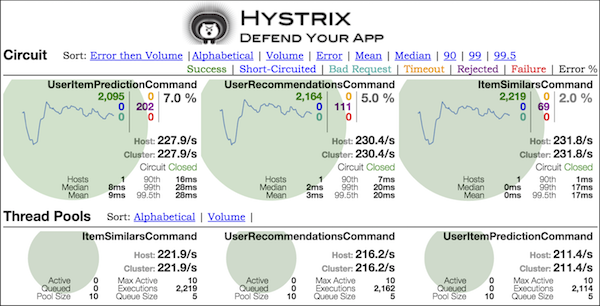 HYSTRIX
DEFEND YOUR APP
Circuit Sort: Error then Volume | Alphabetical | Volume | Error | Mean | Median | 90 | 99 | 99.5
Success | Short-Circuited | Bad Request | Timeout | Rejected | Failure | Error %
UserItemPredictionCommand
2,095 0 7.0 %
0 202
0 0
Host: 227.9/s
Cluster: 227.9/s
Circuit Closed
Hosts 1 90th 16ms
Median 8ms 99th 28ms
Mean 9ms 99.5th 28ms
UserRecommendationsCommand
2,164 0 5.0 %
0 111
0 0
Host: 230.4/s
Cluster: 230.4/s
Circuit Closed
Hosts 1 90th 7ms
Median 2ms 99th 20ms
Mean 3ms 99.5th 20ms
ItemSimilarsCommand
2,219 0 2.0 %
0 69
0 0
Host: 231.8/s
Cluster: 231.8/s
Circuit Closed
Hosts 1 90th 1ms
Median 0ms 99th 17ms
Mean 0ms 99.5th 17ms
Thread Pools Sort: Alphabetical | Volume |
ItemSimilarsCommand
Host: 221.9/s
Cluster: 221.9/s
Active 0 Max Active 10
Queued 0 Executions 2,219
Pool Size 10 Queue Size 5
UserRecommendationsCommand
Host: 216.2/s
Cluster: 216.2/s
Active 0 Max Active 10
Queued 0 Executions 2,162
Pool Size 10 Queue Size 5
UserItemPredictionCommand
Host: 211.4/s
Cluster: 211.4/s
Active 0 Max Active 10
Queued 0 Executions 2,114
Pool Size 10 Queue Size 5